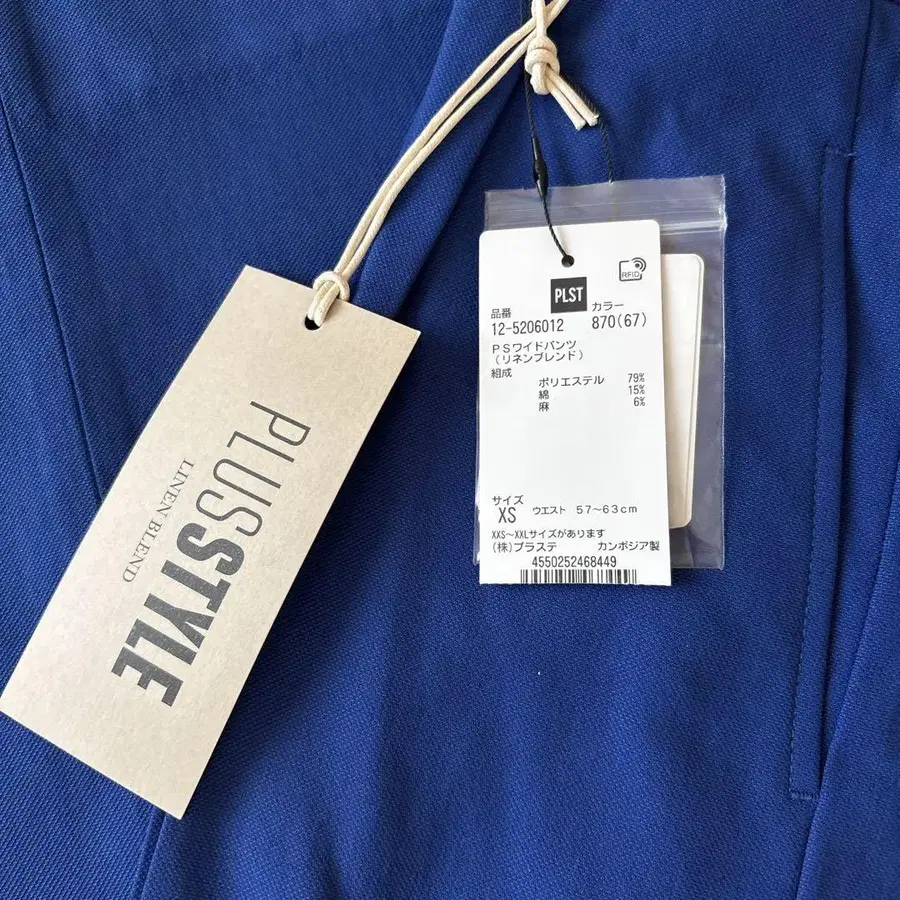 PLUSSTYLE
LINEN BLEND
RFID
PLST
品番 カラー
12-5206012 870(67)
PSワイドパンツ
(リネンブレンド)
組成
ポリエステル 79%
綿 15%
麻 6%
サイズ
XS ウエスト 57~63cm
XXS~XXLサイズがあります
(株)プラステ カンボジア製
4550252468449